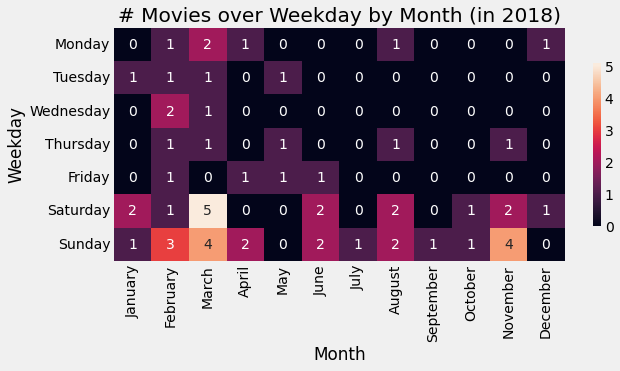 # Movies over Weekday by Month (in 2018)
Weekday
Monday 0 1 2 1 0 0 0 1 0 0 0 1
Tuesday 1 1 1 0 1 0 0 0 0 0 0 0
Wednesday 0 2 1 0 0 0 0 0 0 0 0 0
Thursday 0 1 1 0 1 0 0 1 0 0 1 0
Friday 0 1 0 1 1 1 0 0 0 0 0 0
Saturday 2 1 5 0 0 2 0 2 0 1 2 1
Sunday 1 3 4 2 0 2 1 2 1 1 4 0
January February March April May June July August September October November December
Month
5
4
3
2
1
0